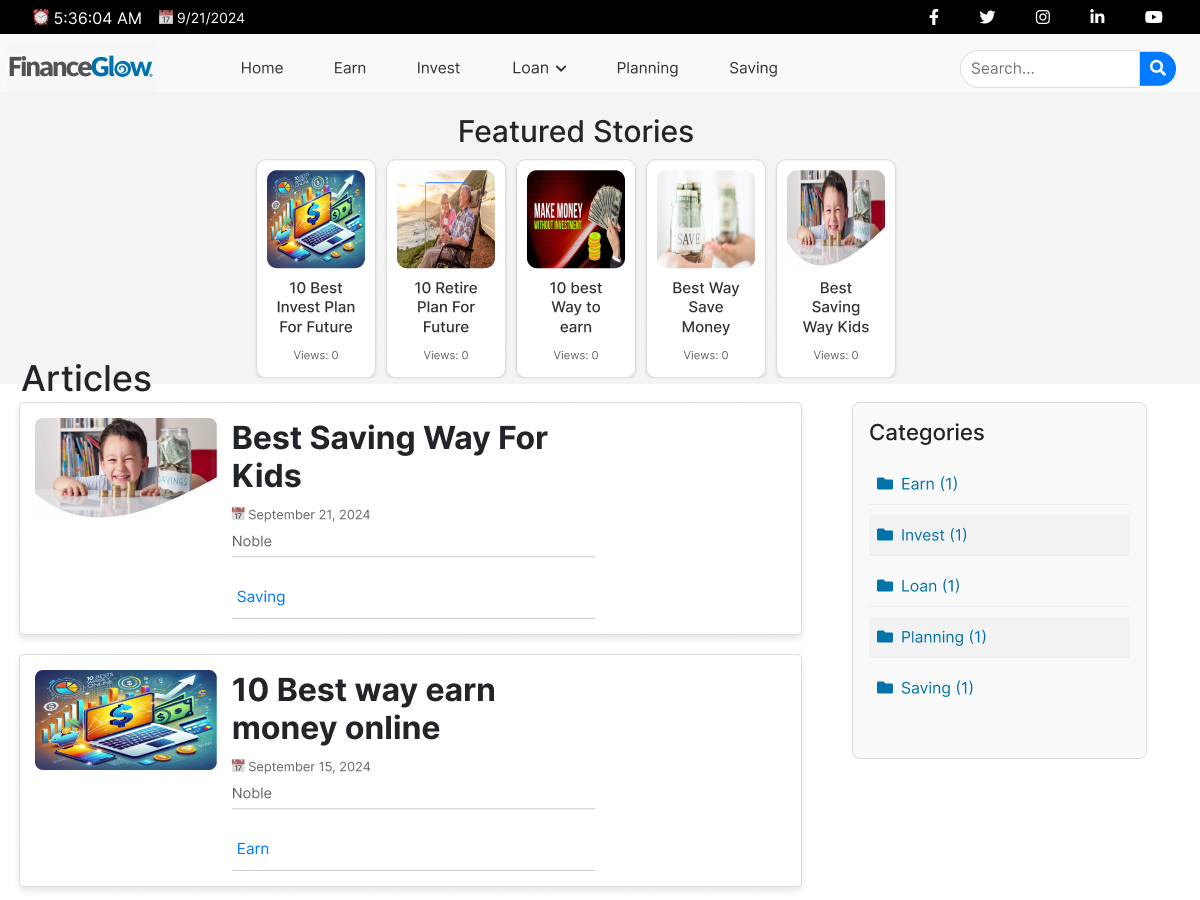 5:36:04 AM 9/21/2024
FinanceGlow
Home Earn Invest Loan Planning Saving
Search...
Featured Stories
MAKE MONEY
WITHOUT INVESTMENT
SAVE
10 Best
Invest Plan
For Future
Views: 0
10 Retire
Plan For
Future
Views: 0
10 best
Way to
earn
Views: 0
Best Way
Save
Money
Views: 0
Best
Saving
Way Kids
Views: 0
Articles
SAVINGS
Best Saving Way For
Kids
September 21, 2024
Noble
Saving
10 BESTS
10 Best way earn
money online
September 15, 2024
Noble
Earn
Categories
Earn (1)
Invest (1)
Loan (1)
Planning (1)
Saving (1)